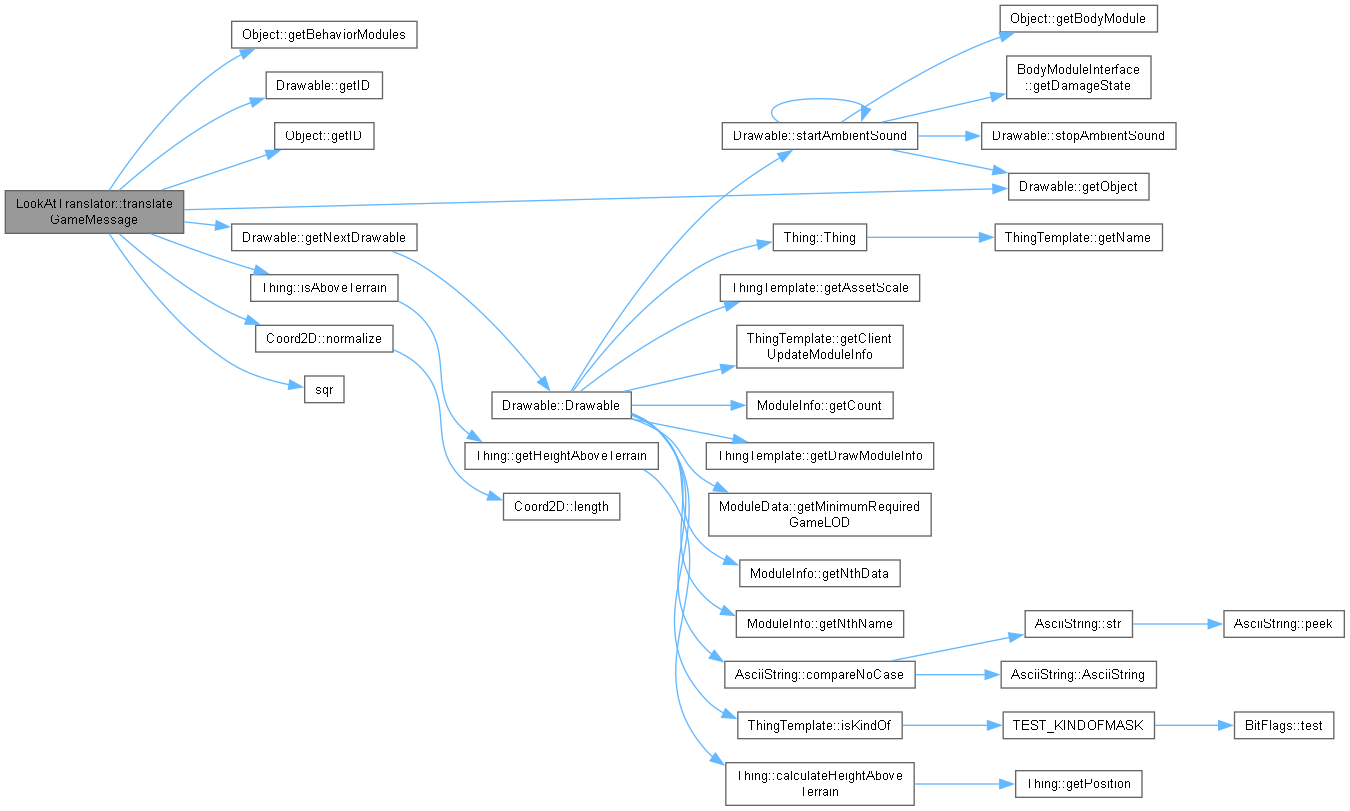 Object::getBehaviorModules
Drawable::getID
Object::getID
LookAtTranslator::translate
GameMessage
Drawable::getNextDrawable
Thing::isAboveTerrain
Coord2D::normalize
sqr
Drawable::Drawable
Thing::getHeightAboveTerrain
Coord2D::length
Drawable::startAmbientSound
Thing::Thing
ThingTemplate::getAssetScale
ThingTemplate::getClient
UpdateModuleInfo
ModuleInfo::getCount
ThingTemplate::getDrawModuleInfo
ModuleData::getMinimumRequired
GameLOD
ModuleInfo::getNthData
ModuleInfo::getNthName
AsciiString::compareNoCase
ThingTemplate::isKindOf
Thing::calculateHeightAbove
Terrain
Object::getBodyModule
BodyModuleInterface
::getDamageState
Drawable::stopAmbientSound
Drawable::getObject
ThingTemplate::getName
AsciiString::str
AsciiString::AsciiString
TEST_KINDOFMASK
Thing::getPosition
AsciiString::peek
BitFlags::test